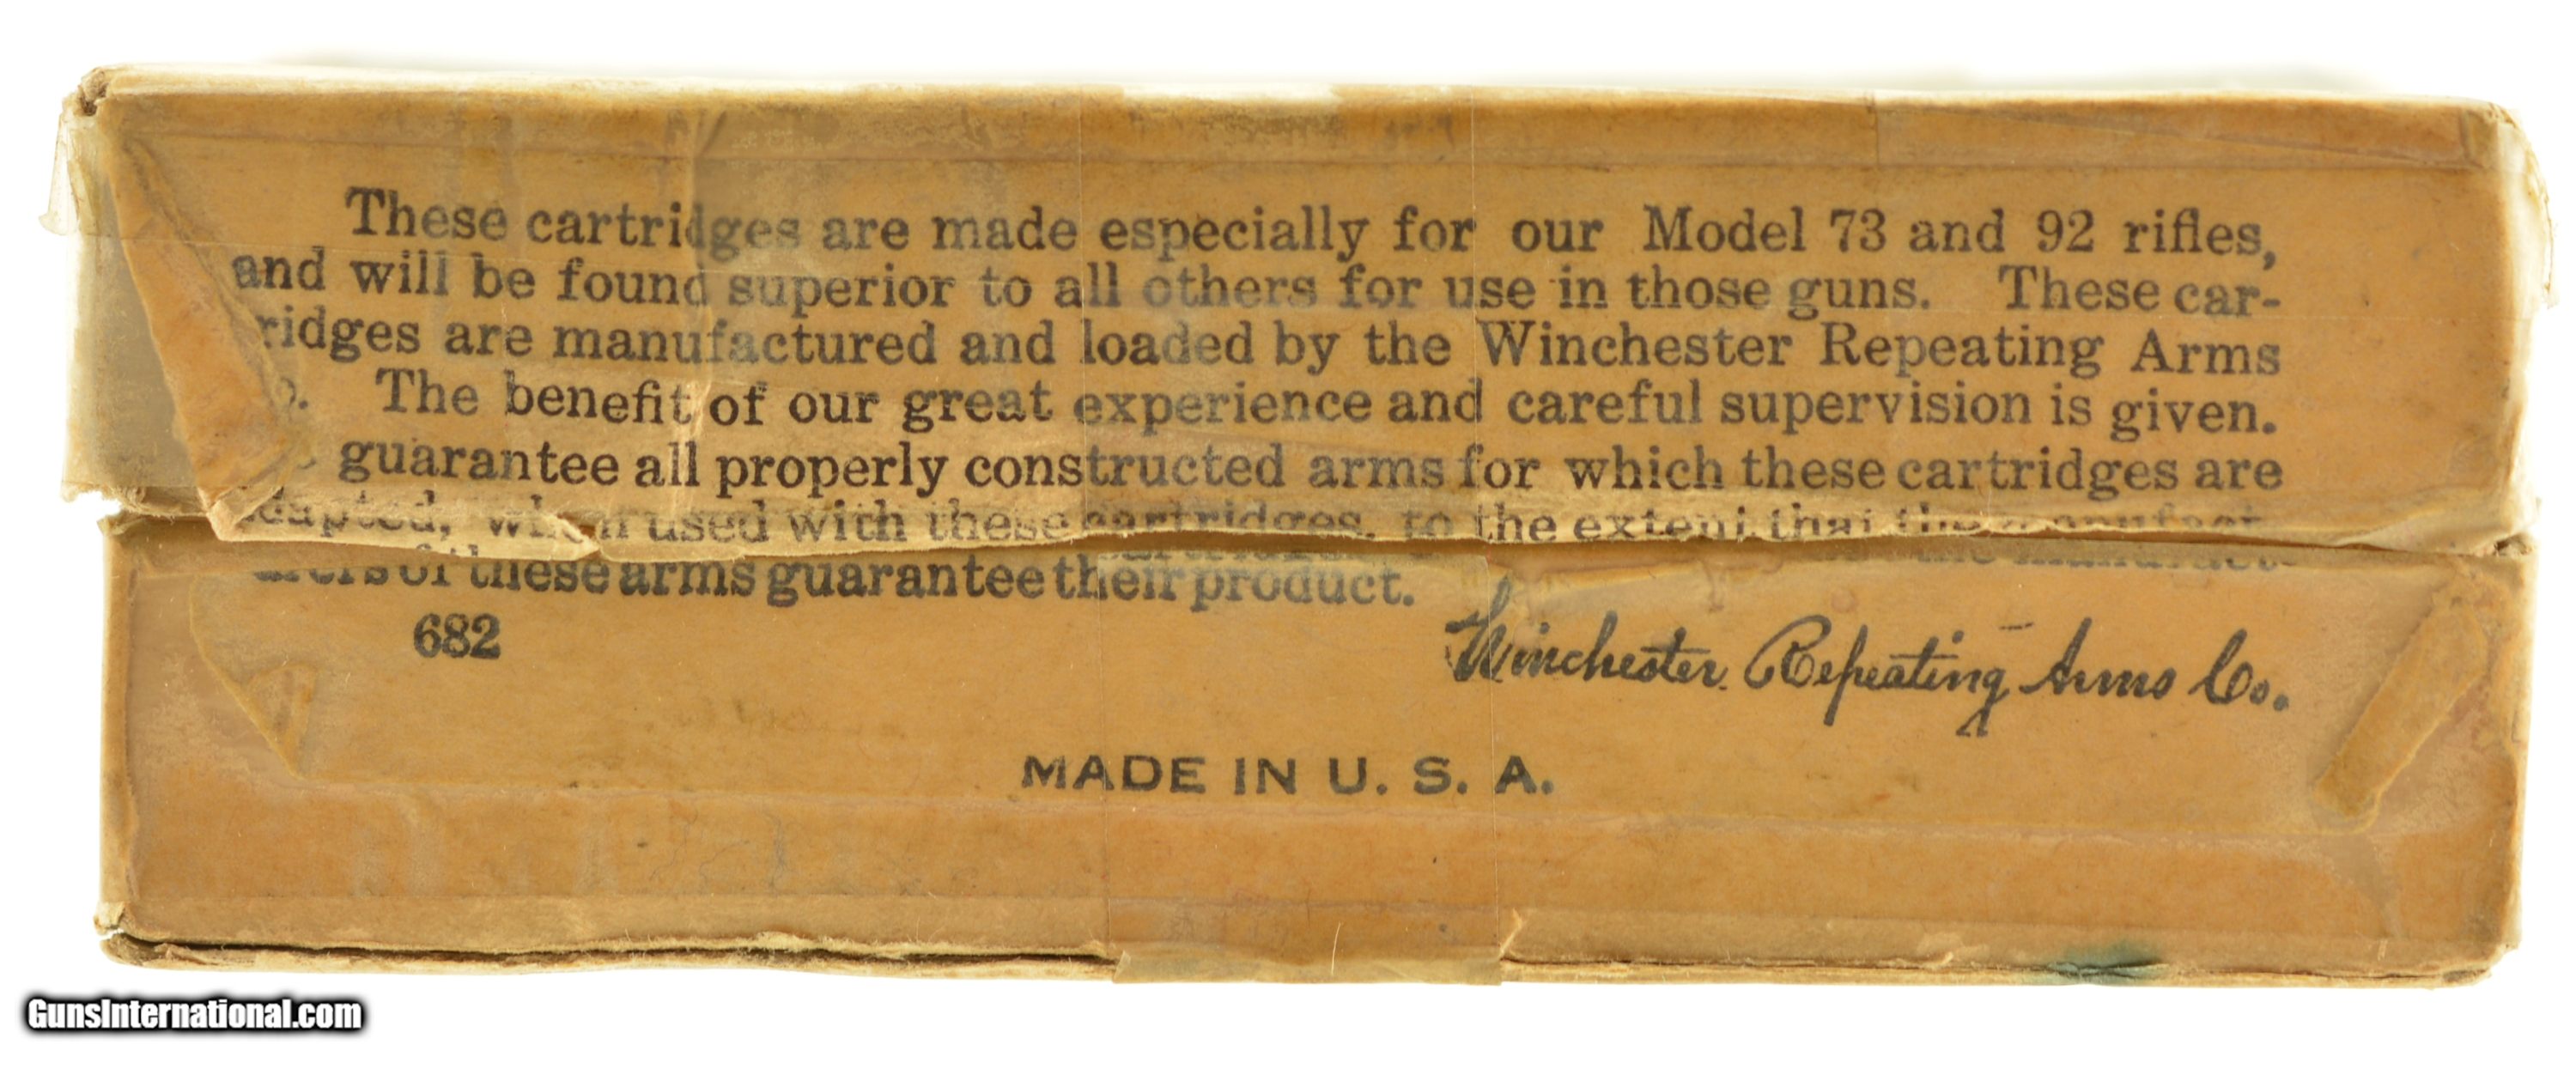 These cartridges are made especially for our Model 73 and 92 rifles,
and will be found superior to all others for use in those guns. These car-
ridges are manufactured and loaded by the Winchester Repeating Arms
o. The benefit of our great experience and careful supervision is given.
guarantee all properly constructed arms for which these cartridges are
adapted, when used with these cartridges, to the extent that the manufact-
urers of these arms guarantee their product.
682
Winchester Repeating Arms Co.
MADE IN U. S. A.
GunsInternational.com